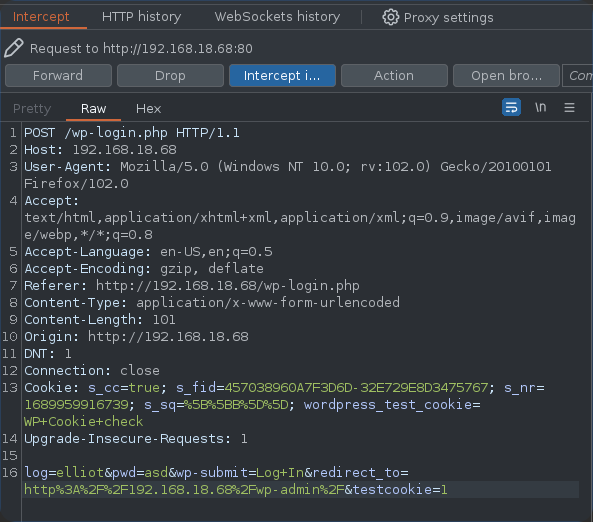 Intercept HTTP history WebSockets history Proxy settings
Request to http://192.168.18.68:80
Forward Drop Intercept i... Action Open bro... Com
Pretty Raw Hex \n
1 POST /wp-login.php HTTP/1.1
2 Host: 192.168.18.68
3 User-Agent: Mozilla/5.0 (Windows NT 10.0; rv:102.0) Gecko/20100101
Firefox/102.0
4 Accept:
text/html,application/xhtml+xml,application/xml;q=0.9,image/avif,imag
e/webp,*/*;q=0.8
5 Accept-Language: en-US,en;q=0.5
6 Accept-Encoding: gzip, deflate
7 Referer: http://192.168.18.68/wp-login.php
8 Content-Type: application/x-www-form-urlencoded
9 Content-Length: 101
10 Origin: http://192.168.18.68
11 DNT: 1
12 Connection: close
13 Cookie: s_cc=true; s_fid=457038960A7F3D6D-32E729E8D3475767; s_nr=
1689959916739; s_sq=%5B%5BB%5D%5D; wordpress_test_cookie=
WP+Cookie+check
14 Upgrade-Insecure-Requests: 1
15
16 log=elliot&pwd=asd&wp-submit=Log+In&redirect_to=
http%3A%2F%2F192.168.18.68%2Fwp-admin%2F&testcookie=1